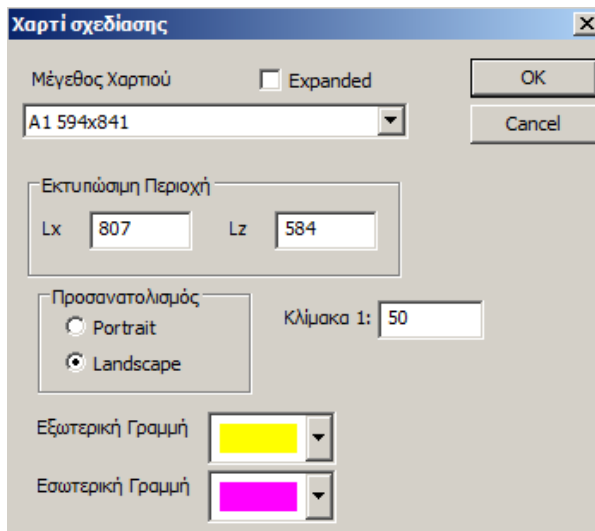 Χαρτί σχεδίασης
Μέγεθος Χαρτιού Expanded OK
A1 594x841 Cancel
Εκτυπώσιμη Περιοχή
Lx 807 Lz 584
Προσανατολισμός
Portrait Κλίμακα 1: 50
Landscape
Εξωτερική Γραμμή
Εσωτερική Γραμμή